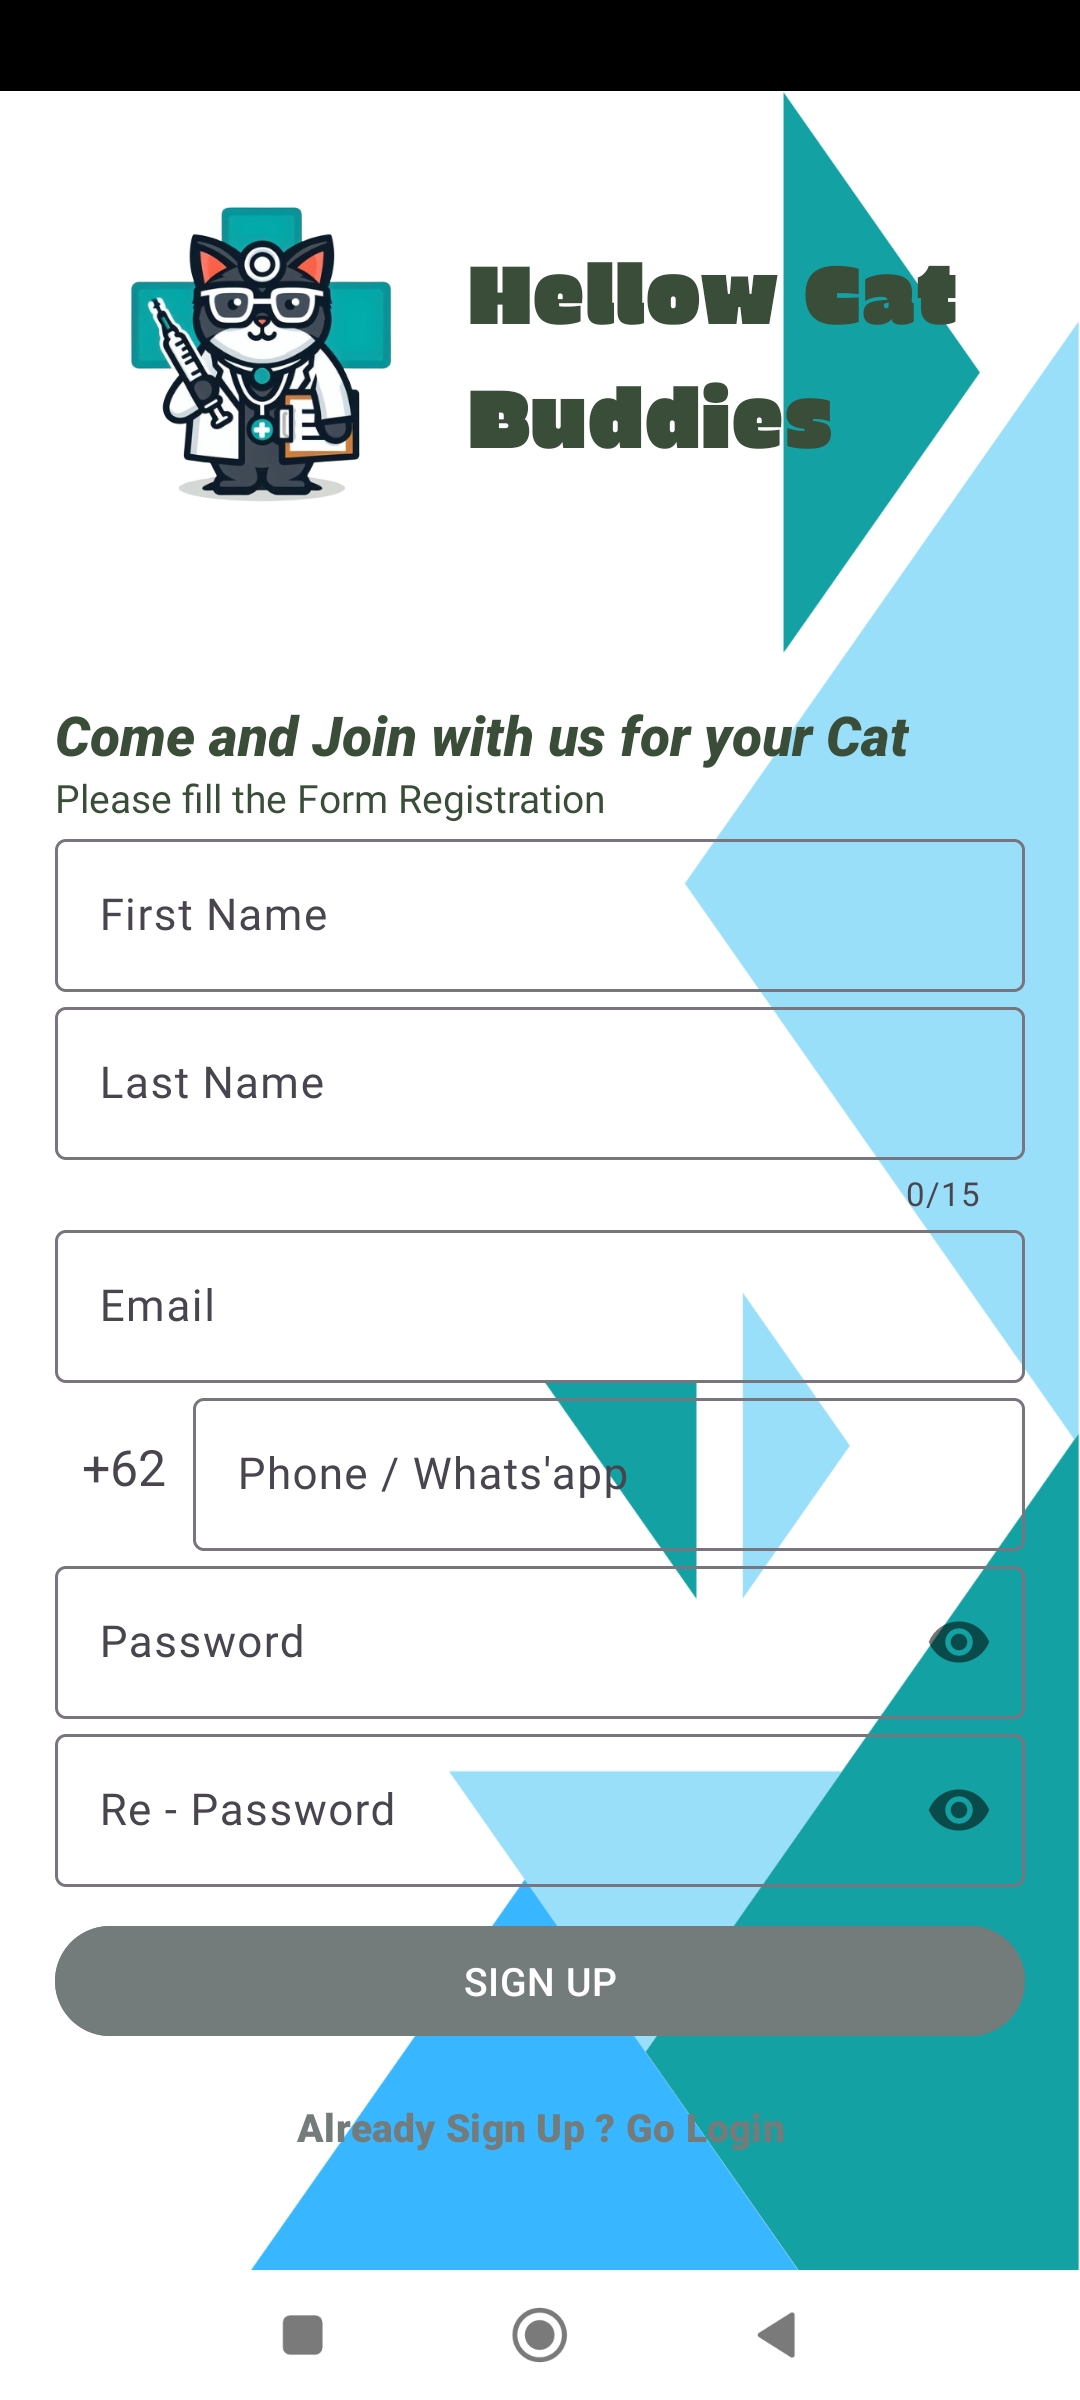 Hellow Cat
Buddies
Come and Join with us for your Cat
Please fill the Form Registration
First Name
Last Name
0/15
Email
+62
Phone / Whats'app
Password
Re - Password
SIGN UP
Already Sign Up ? Go Login